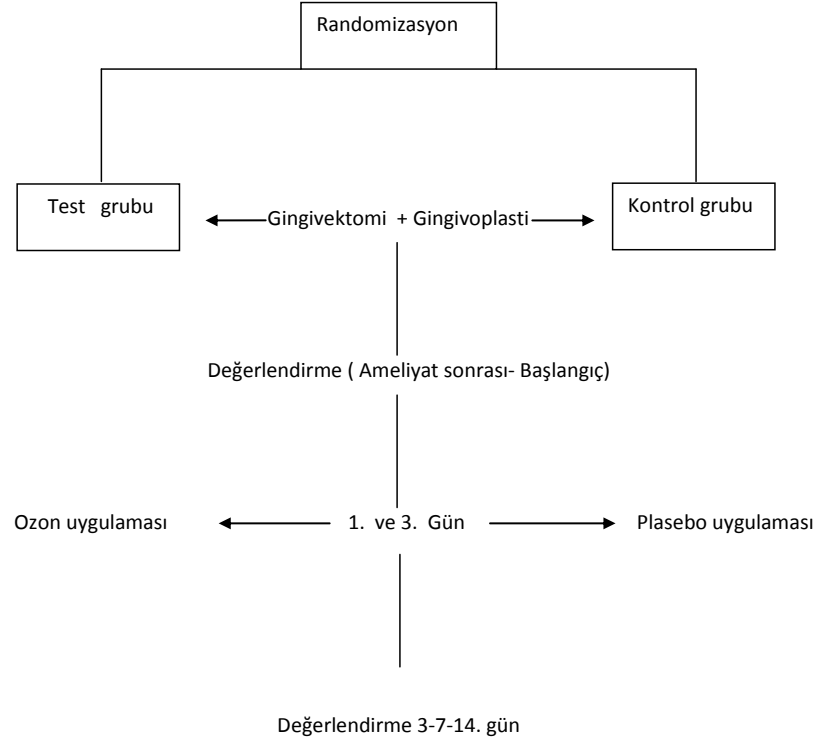 Randomizasyon
Test grubu
Gingivektomi + Gingivoplasti
Kontrol grubu
Değerlendirme ( Ameliyat sonrası- Başlangıç)
Ozon uygulaması
1. ve 3. Gün
Plasebo uygulaması
Değerlendirme 3-7-14. gün